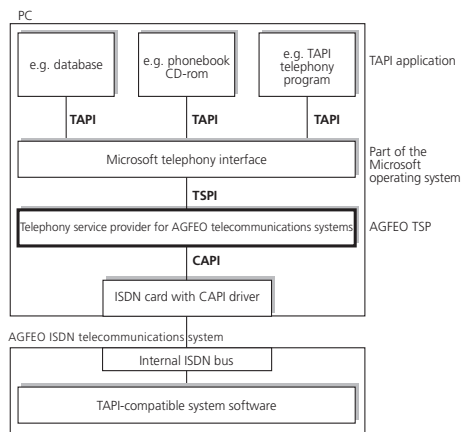 PC
e.g. database
e.g. phonebook
CD-rom
e.g. TAPI
telephony
program
TAPI application
TAPI
TAPI
TAPI
Microsoft telephony interface
Part of the
Microsoft
operating system
TSPI
Telephony service provider for AGFEO telecommunications systems
AGFEO TSP
CAPI
ISDN card with CAPI driver
AGFEO ISDN telecommunications system
Internal ISDN bus
TAPI-compatible system software